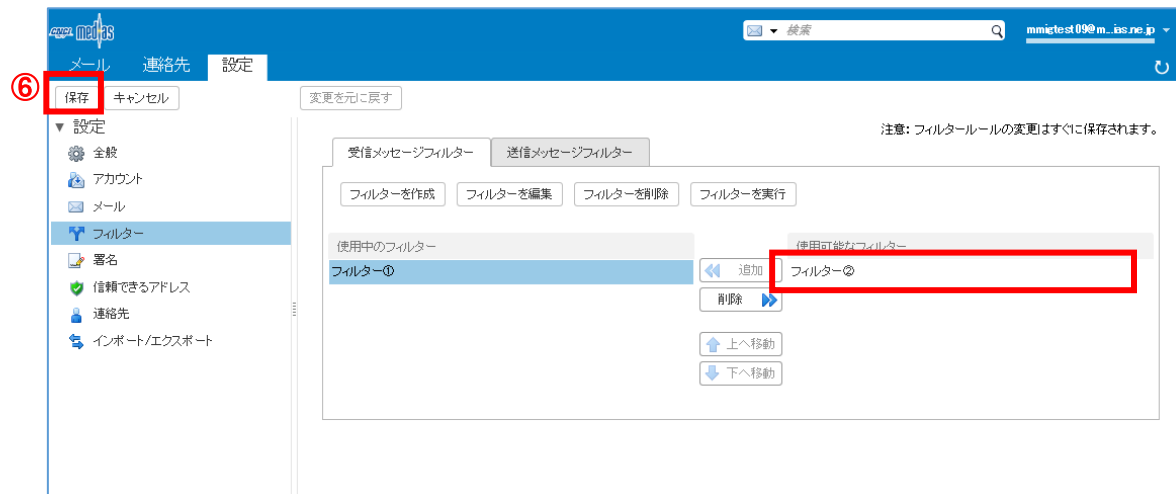 CNCI medias
検索
mmigtest09@m...ias.ne.jp
メール 連絡先 設定
⑥
保存 キャンセル 変更を元に戻す
設定
注意: フィルタールールの変更はすぐに保存されます。
全般
アカウント
メール
フィルター
署名
信頼できるアドレス
連絡先
インポート/エクスポート
受信メッセージフィルター 送信メッセージフィルター
フィルターを作成 フィルターを編集 フィルターを削除 フィルターを実行
使用中のフィルター 使用可能なフィルター
フィルター① 追加 フィルター②
削除
上へ移動
下へ移動